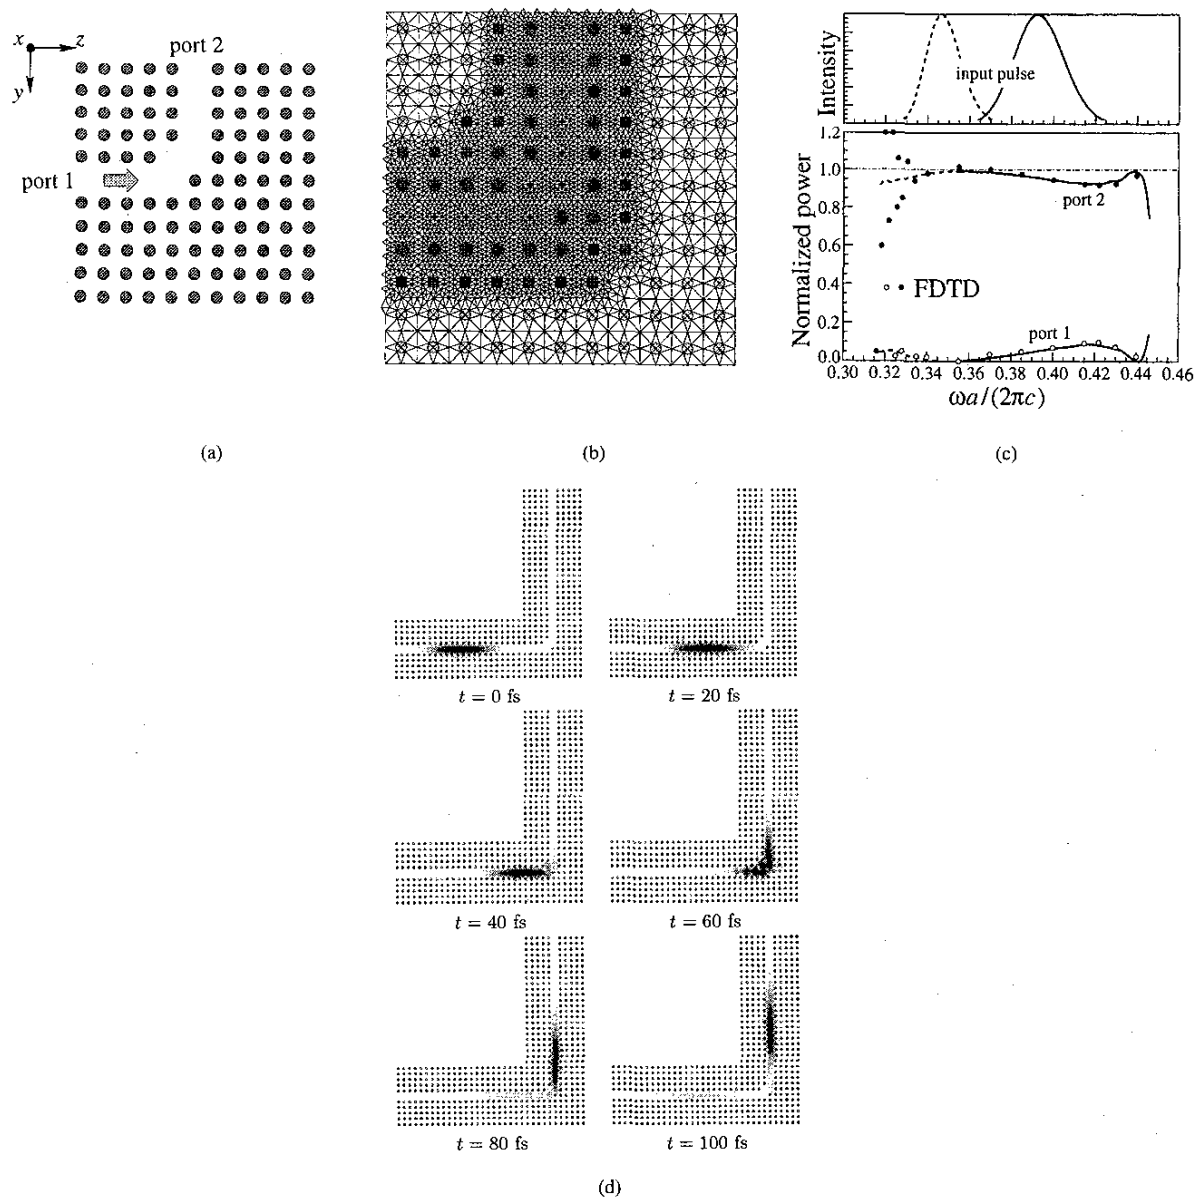 x
z
y
port 2
port 1
(a)
(b)
Intensity
input pulse
Normalized power
1.2
1.0
0.8
0.6
0.4
0.2
0.0
port 2
FDTD
port 1
0.30 0.32 0.34 0.36 0.38 0.40 0.42 0.44 0.46
ωa/(2πc)
(c)
t = 0 fs
t = 20 fs
t = 40 fs
t = 60 fs
t = 80 fs
t = 100 fs
(d)